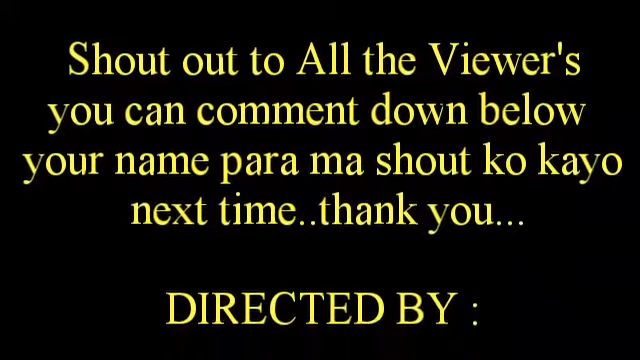 Shout out to All the Viewer's
you can comment down below
your name para ma shout ko kayo
next time..thank you...
DIRECTED BY :